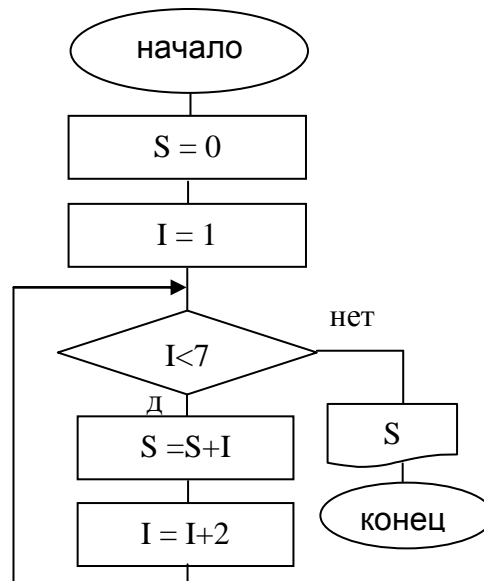 начало
S = 0
I = 1
нет
I<7
д
S =S+I
S
I = I+2
конец